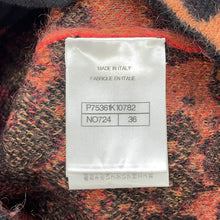 MADE IN ITALY
FABRIQUE EN ITALIE
P75361K10782
NO724 36